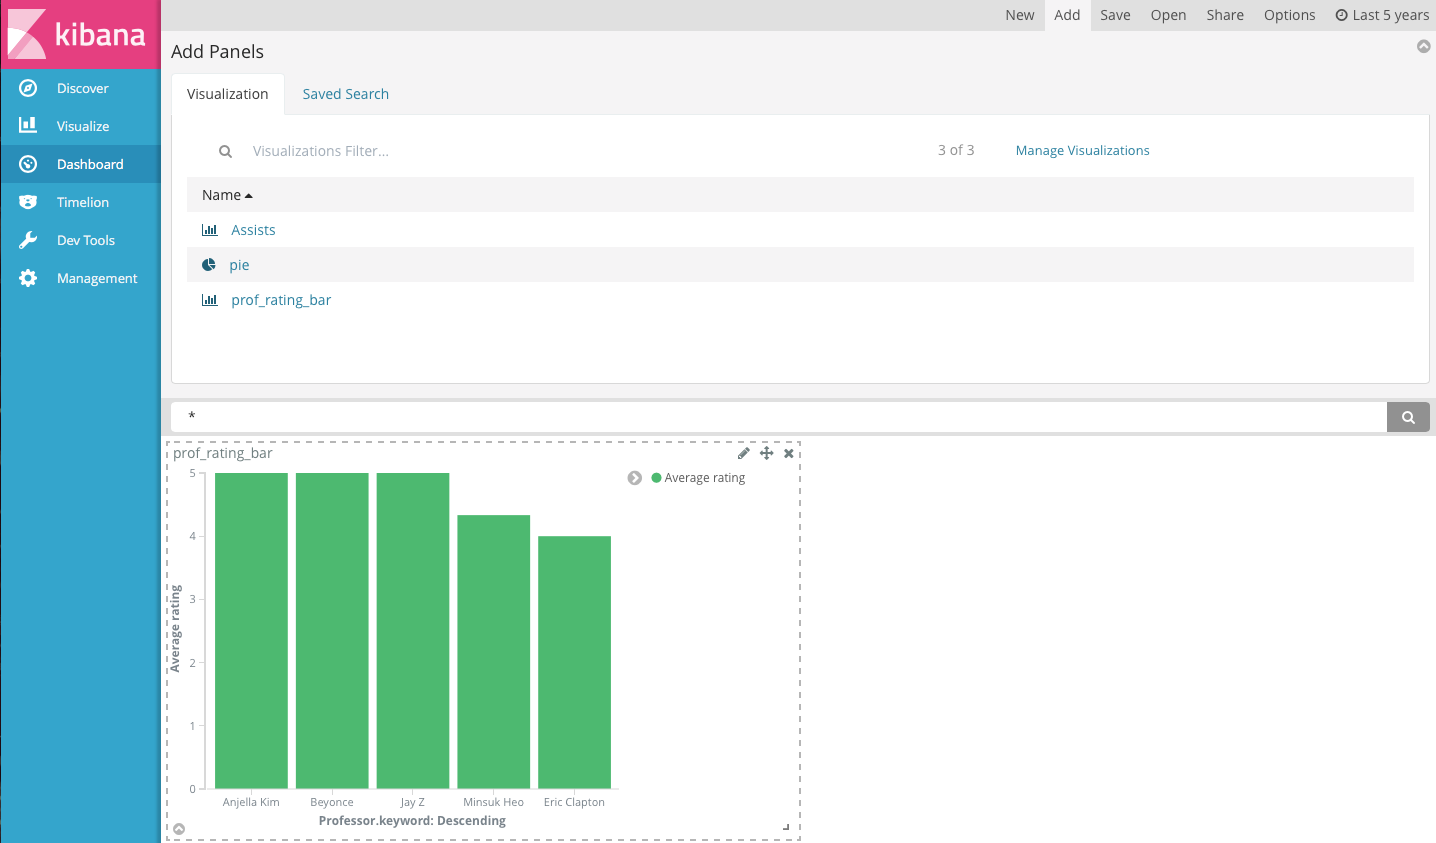 kibana
New Add Save Open Share Options Last 5 years
Discover
Visualize
Dashboard
Timelion
Dev Tools
Management
Add Panels
Visualization Saved Search
Visualizations Filter... 3 of 3 Manage Visualizations
Name
Assists
pie
prof_rating_bar
*
prof_rating_bar
Average rating
5
4
3
2
1
0
Average rating
Anjella Kim Beyonce Jay Z Minsuk Heo Eric Clapton
Professor.keyword: Descending